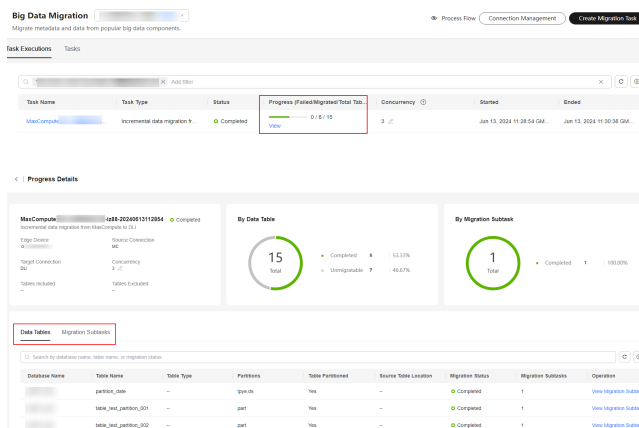 Big Data Migration
Migrate metadata and data from popular big data components.
Process Flow
Connection Management
Create Migration Task
Task Executions Tasks
Add filter
Task Name Task Type Status Progress (Failed/Migrated/Total Tab... Concurrency Started Ended
MaxCompute Incremental data migration fr... Completed 0 / 8 / 15 3 Jun 13, 2024 11:28:54 GM... Jun 13, 2024 11:30:38 GM...
View
< | Progress Details
MaxCompute -iz88-20240613112854 Completed
Incremental data migration from MaxCompute to DLI
Edge Device Source Connection
MC
Target Connection Concurrency
DLI 3
Tables Included Tables Excluded
-- --
By Data Table
15
Total
Completed 8 53.33%
Unmigratable 7 46.67%
By Migration Subtask
1
Total
Completed 1 100.00%
Data Tables Migration Subtasks
Search by database name, table name, or migration status
Database Name Table Name Table Type Partitions Table Partitioned Source Table Location Migration Status Migration Subtasks Operation
partition_date -- tpye,ds Yes -- Completed 1 View Migration Subta
table_test_partition_001 part Yes Completed 1 View Migration Subta
table_test_partition_002 part Yes Completed 1 View Migration Subta